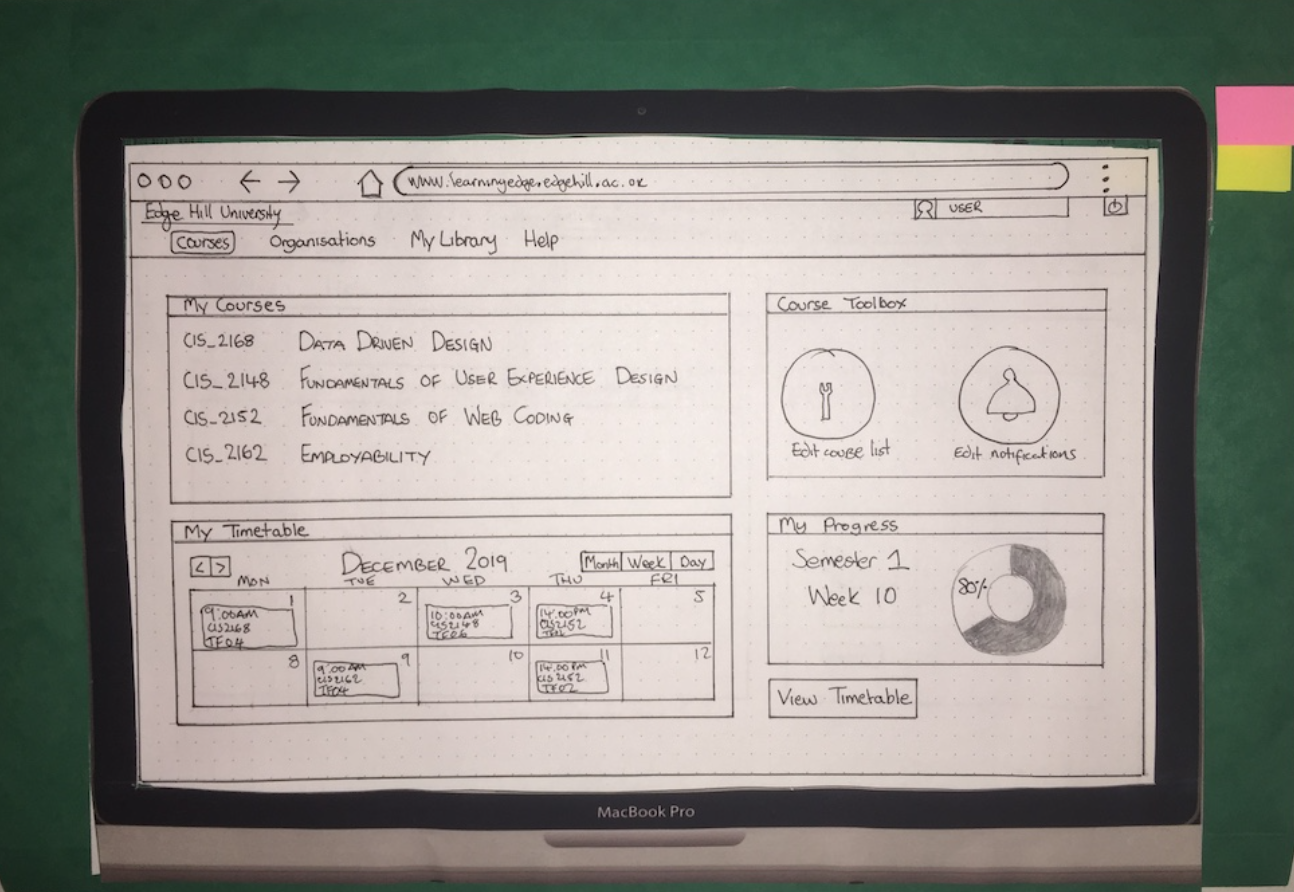 www.learningedge.edgehill.ac.uk
Edge Hill University
USER
Courses Organisations My Library Help
My Courses
CIS_2168 DATA DRIVEN DESIGN
CIS_2148 FUNDAMENTALS OF USER EXPERIENCE DESIGN
CIS_2152 FUNDAMENTALS OF WEB CODING
CIS_2162 EMPLOYABILITY
Course Toolbox
Edit course list
Edit notifications
My Timetable
< >
DECEMBER 2019
Month Week Day
MON TUE WED THU FRI
1 2 3 4 5
9:00AM
CIS2168
TF04
10:00AM
CIS2148
TF06
14:00PM
CIS2152
8 9 10 11 12
9:00AM
CIS2162
TF04
14:00PM
CIS2152
TF02
My Progress
Semester 1
Week 10
80%
View Timetable
MacBook Pro